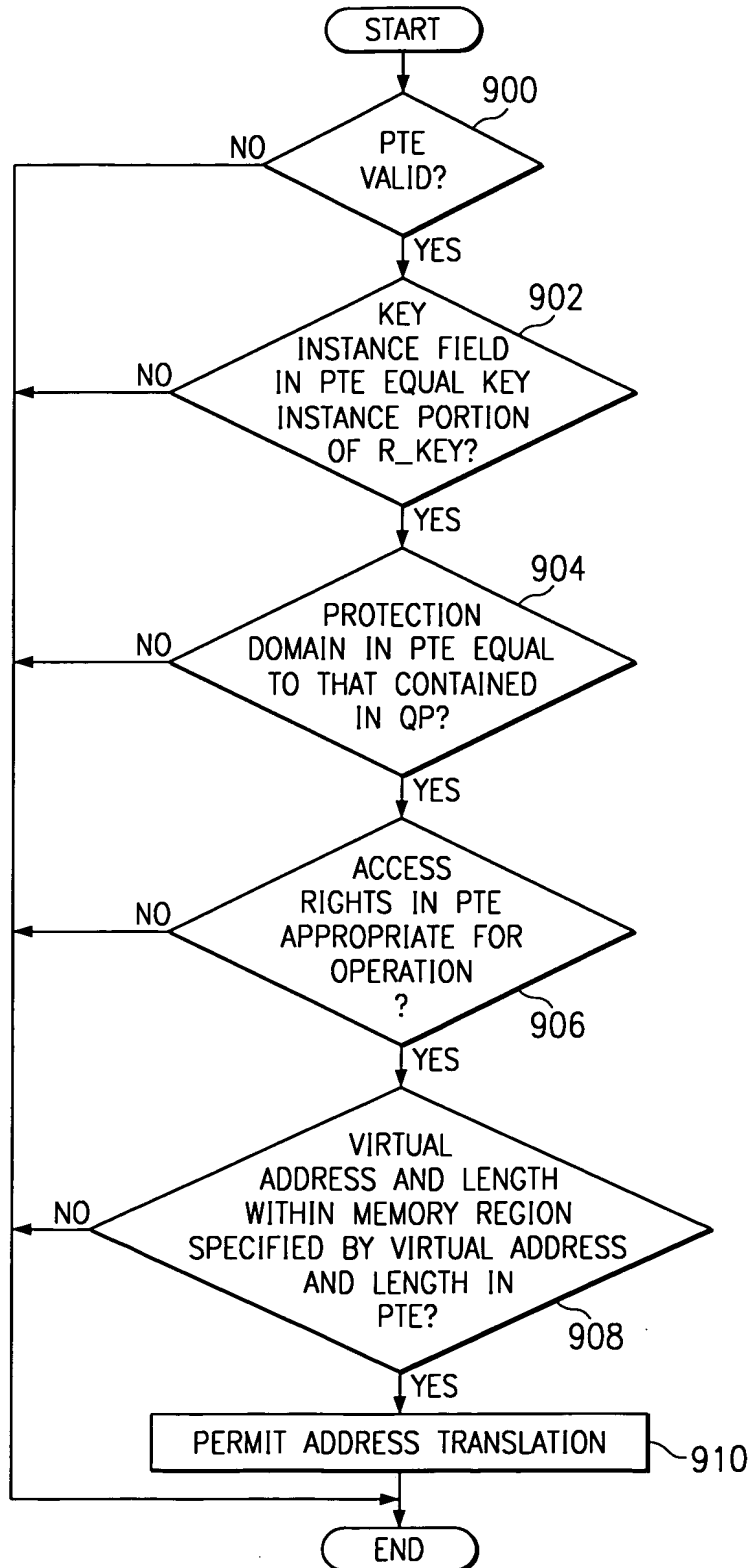 START
900
PTE
VALID?
NO
YES
902
KEY
INSTANCE FIELD
IN PTE EQUAL KEY
INSTANCE PORTION
OF R_KEY?
NO
YES
904
PROTECTION
DOMAIN IN PTE EQUAL
TO THAT CONTAINED
IN QP?
NO
YES
ACCESS
RIGHTS IN PTE
APPROPRIATE FOR
OPERATION
?
NO
906
YES
VIRTUAL
ADDRESS AND LENGTH
WITHIN MEMORY REGION
SPECIFIED BY VIRTUAL ADDRESS
AND LENGTH IN
PTE?
NO
908
YES
PERMIT ADDRESS TRANSLATION
910
END